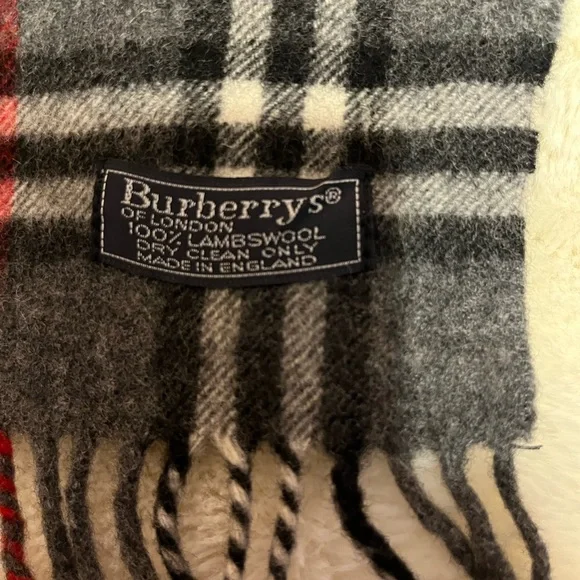 Burberrys®
OF LONDON
100% LAMBSWOOL
DRY CLEAN ONLY
MADE IN ENGLAND